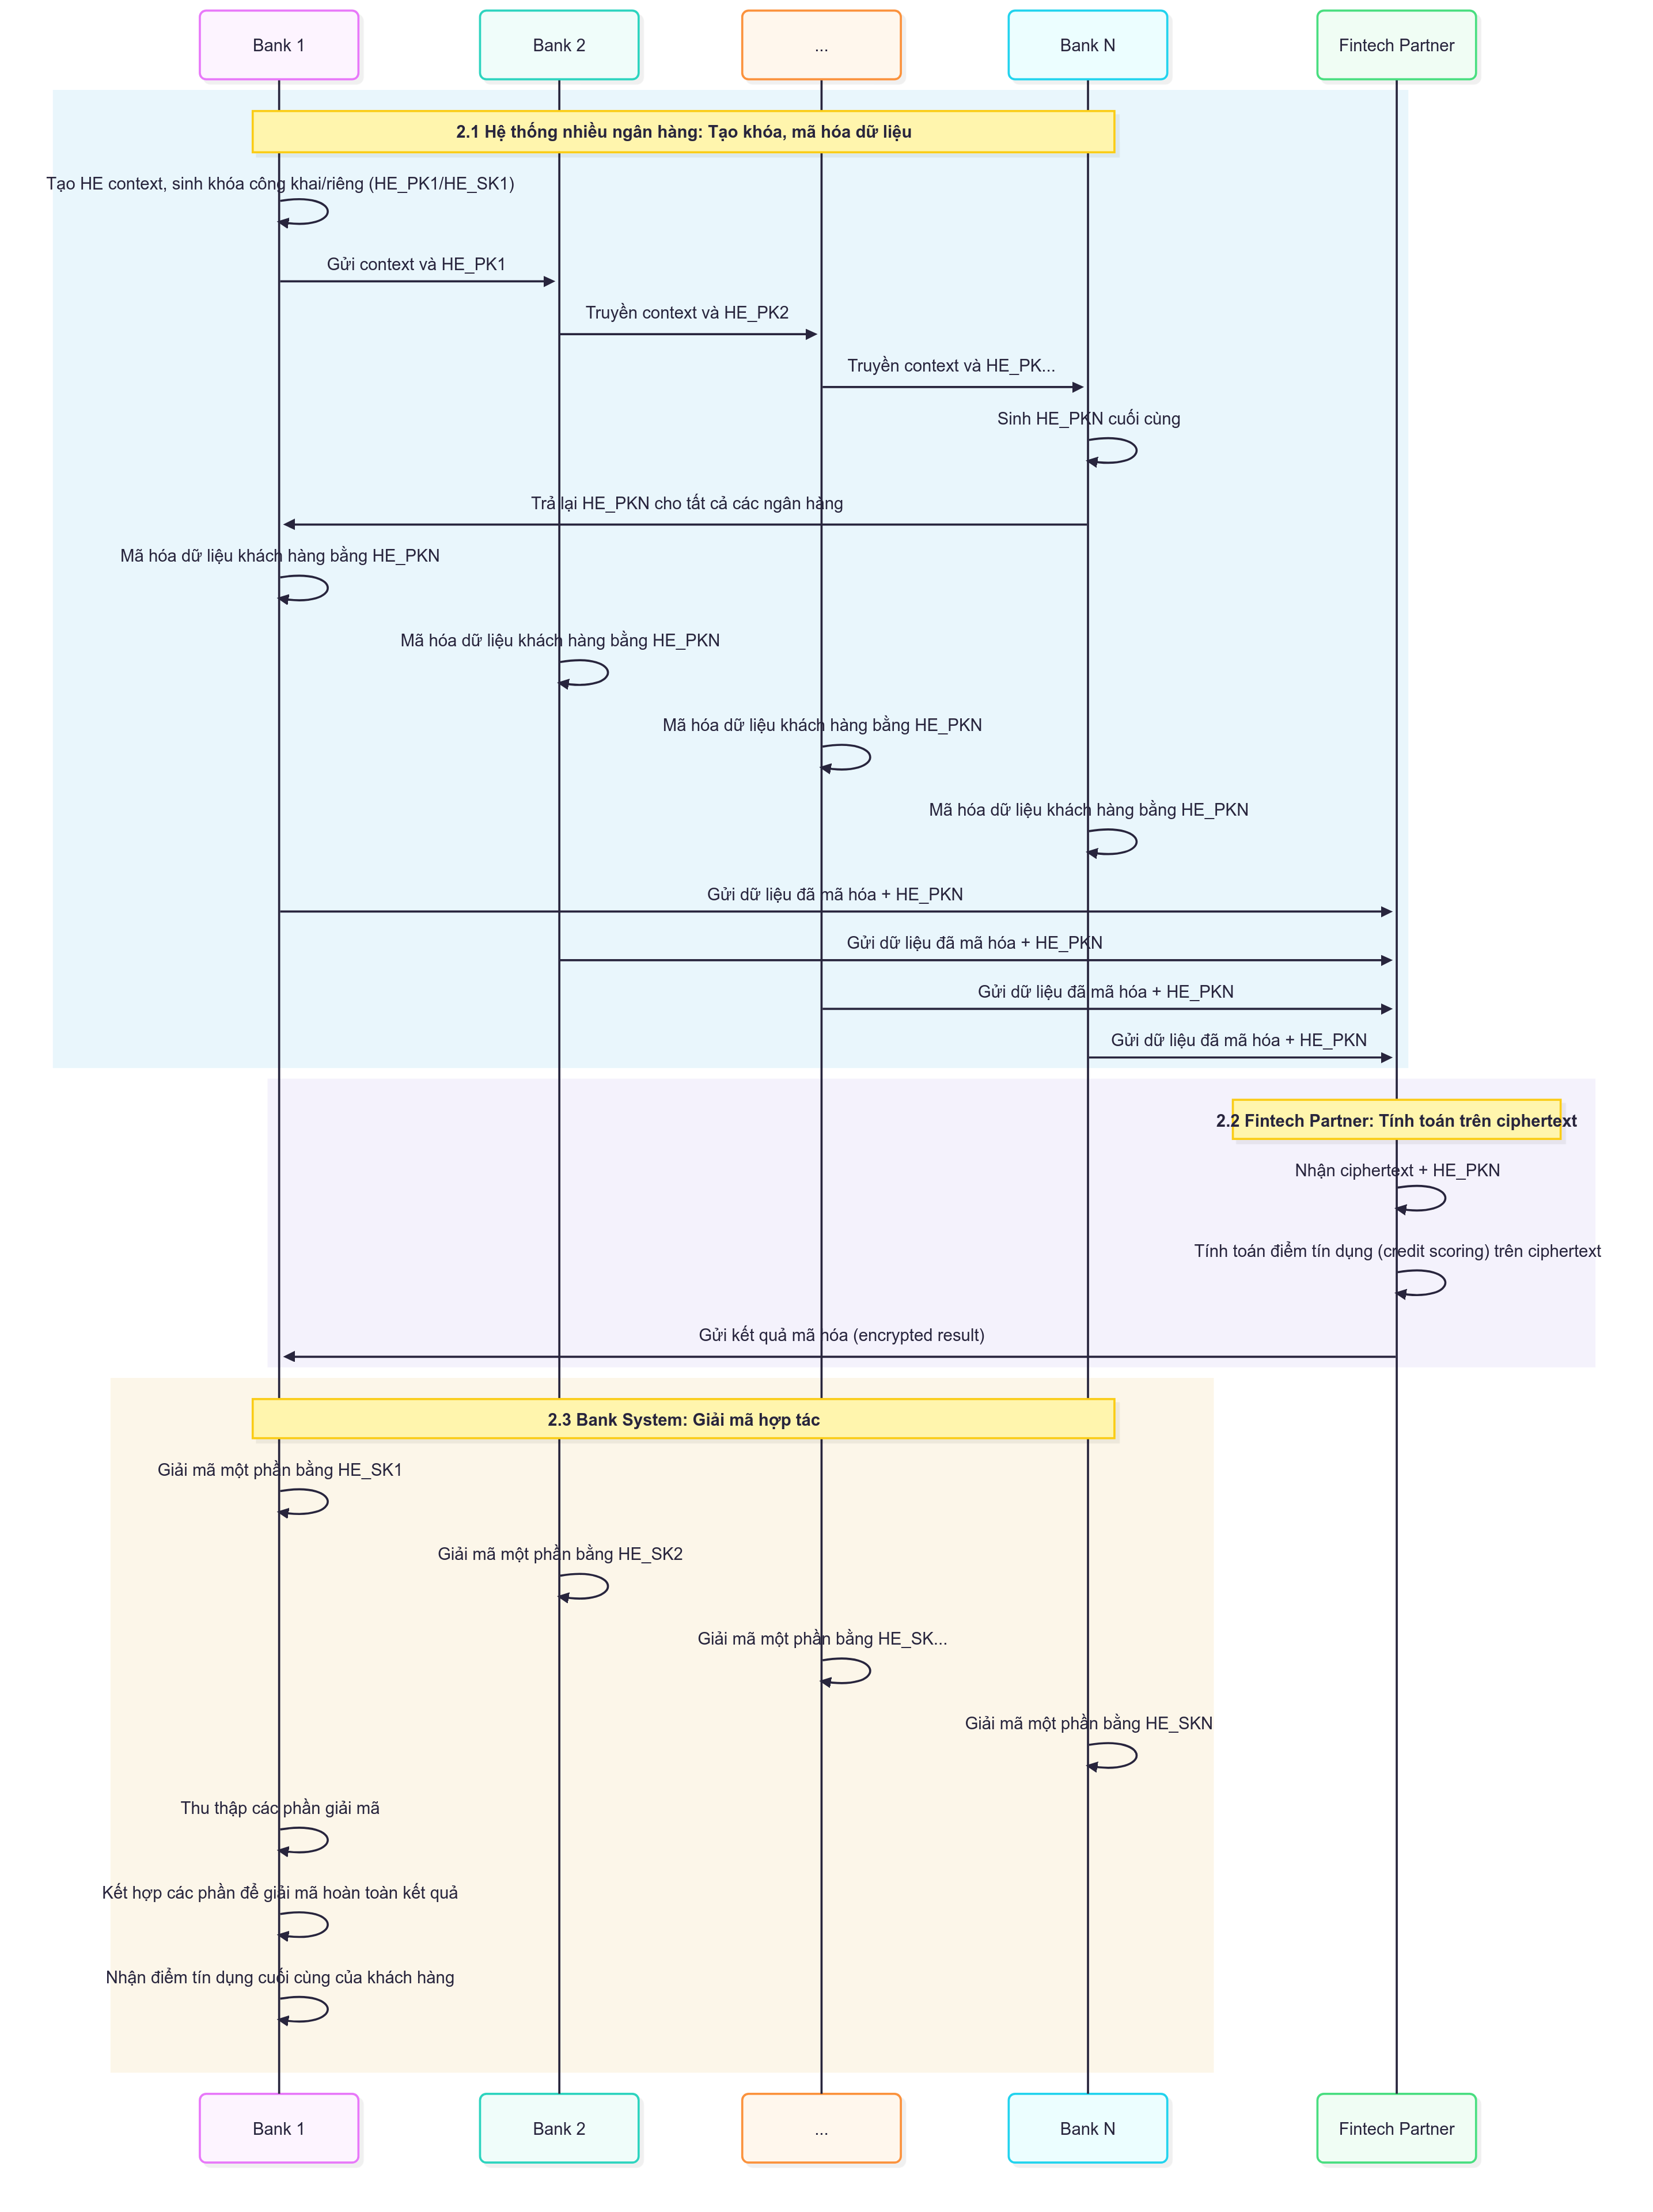 Bank 1
Bank 2
...
Bank N
Fintech Partner
2.1 Hệ thống nhiều ngân hàng: Tạo khóa, mã hóa dữ liệu
Tạo HE context, sinh khóa công khai/riêng (HE_PK1/HE_SK1)
Gửi context và HE_PK1
Truyền context và HE_PK2
Truyền context và HE_PK...
Sinh HE_PKN cuối cùng
Trả lại HE_PKN cho tất cả các ngân hàng
Mã hóa dữ liệu khách hàng bằng HE_PKN
Mã hóa dữ liệu khách hàng bằng HE_PKN
Mã hóa dữ liệu khách hàng bằng HE_PKN
Mã hóa dữ liệu khách hàng bằng HE_PKN
Gửi dữ liệu đã mã hóa + HE_PKN
Gửi dữ liệu đã mã hóa + HE_PKN
Gửi dữ liệu đã mã hóa + HE_PKN
Gửi dữ liệu đã mã hóa + HE_PKN
2.2 Fintech Partner: Tính toán trên ciphertext
Nhận ciphertext + HE_PKN
Tính toán điểm tín dụng (credit scoring) trên ciphertext
Gửi kết quả mã hóa (encrypted result)
2.3 Bank System: Giải mã hợp tác
Giải mã một phần bằng HE_SK1
Giải mã một phần bằng HE_SK2
Giải mã một phần bằng HE_SK...
Giải mã một phần bằng HE_SKN
Thu thập các phần giải mã
Kết hợp các phần để giải mã hoàn toàn kết quả
Nhận điểm tín dụng cuối cùng của khách hàng
Bank 1
Bank 2
...
Bank N
Fintech Partner